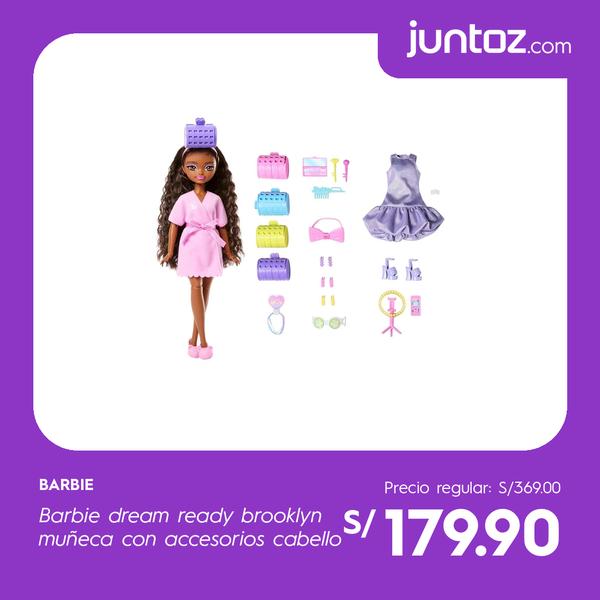 juntoz.com
BARBIE
Barbie dream ready brooklyn
muñeca con accesorios cabello
Precio regular: S/369.00
S/179.90